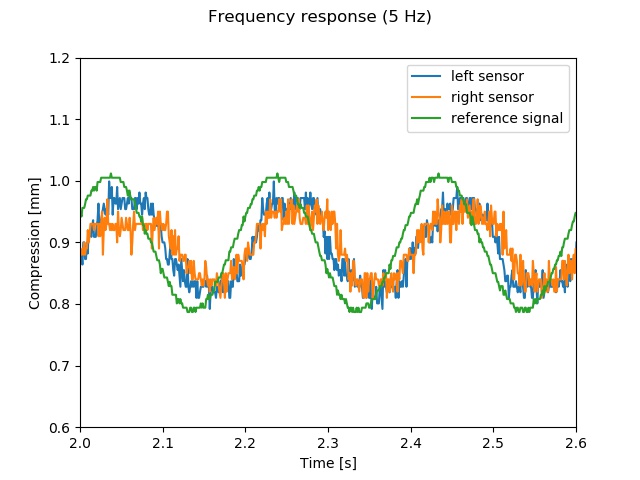 Frequency response (5 Hz)
left sensor
right sensor
reference signal
Compression [mm]
1.2
1.1
1.0
0.9
0.8
0.7
0.6
2.0
2.1
2.2
2.3
2.4
2.5
2.6
Time [s]